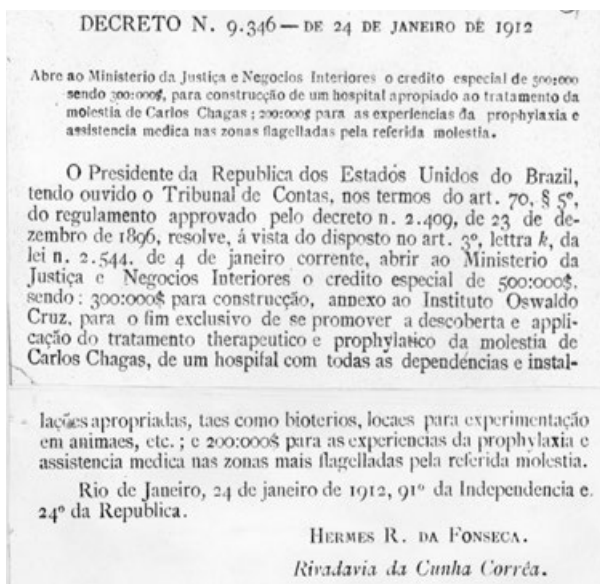 DECRETO N. 9.346 — DE 24 DE JANEIRO DE 1912
Abre ao Ministerio da Justiça e Negocios Interiores o credito especial de 500:000
sendo 300:000$, para construcção de um hospital apropiado ao tratamento da
molestia de Carlos Chagas; 200:000$ para as experiencias da prophylaxia e
assistencia medica nas zonas flagelladas pela referida molestia.
O Presidente da Republica dos Estados Unidos do Brazil,
tendo ouvido o Tribunal de Contas, nos termos do art. 70, § 5º,
do regulamento approvado pelo decreto n. 2.409, de 23 de de-
zembro de 1896, resolve, á vista do disposto no art. 3º, lettra k, da
lei n. 2.544, de 4 de janeiro corrente, abrir ao Ministerio da
Justiça e Negocios Interiores o credito especial de 500:000$,
sendo: 300:000$ para construcção, annexo ao Instituto Oswaldo
Cruz, para o fim exclusivo de se promover a descoberta e appli-
cação do tratamento therapeutico e prophylatico da molestia de
Carlos Chagas, de um hospital com todas as dependencias e instal-
lações apropriadas, taes como bioterios, locaes para experimentação
em animaes, etc.; e 200:000$ para as experiencias da prophylaxia e
assistencia medica nas zonas mais flagelladas pela referida molestia.
Rio de Janeiro, 24 de janeiro de 1912, 91º da Independencia e
24º da Republica.
HERMES R. DA FONSECA.
Rivadavia da Cunha Corrêa.